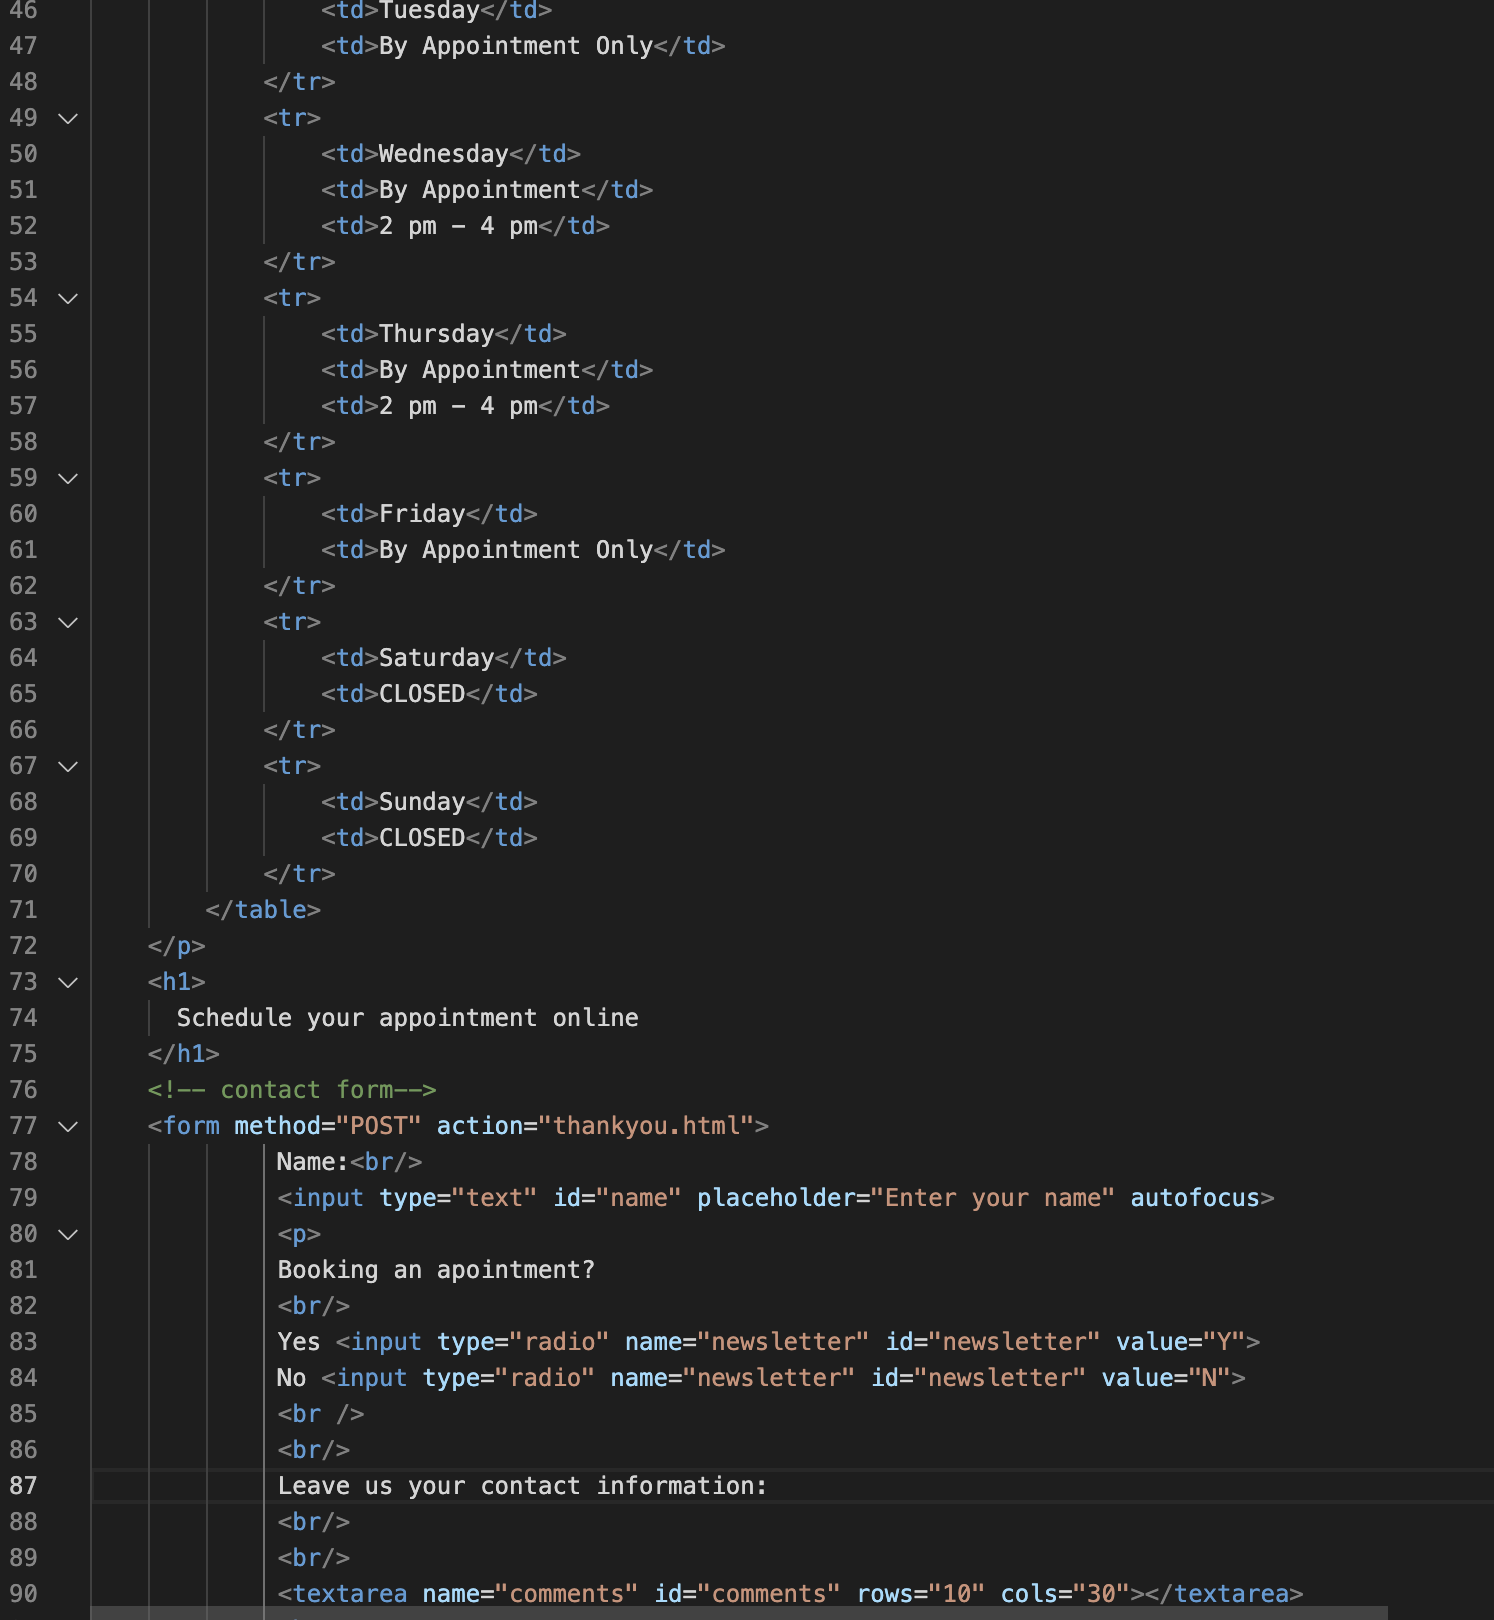 46 <td>Tuesday</td>
47 <td>By Appointment Only</td>
48 </tr>
49 <tr>
50 <td>Wednesday</td>
51 <td>By Appointment</td>
52 <td>2 pm – 4 pm</td>
53 </tr>
54 <tr>
55 <td>Thursday</td>
56 <td>By Appointment</td>
57 <td>2 pm – 4 pm</td>
58 </tr>
59 <tr>
60 <td>Friday</td>
61 <td>By Appointment Only</td>
62 </tr>
63 <tr>
64 <td>Saturday</td>
65 <td>CLOSED</td>
66 </tr>
67 <tr>
68 <td>Sunday</td>
69 <td>CLOSED</td>
70 </tr>
71 </table>
72 </p>
73 <h1>
74 Schedule your appointment online
75 </h1>
76 <!-- contact form-->
77 <form method="POST" action="thankyou.html">
78 Name:<br/>
79 <input type="text" id="name" placeholder="Enter your name" autofocus>
80 <p>
81 Booking an apointment?
82 <br/>
83 Yes <input type="radio" name="newsletter" id="newsletter" value="Y">
84 No <input type="radio" name="newsletter" id="newsletter" value="N">
85 <br />
86 <br/>
87 Leave us your contact information:
88 <br/>
89 <br/>
90 <textarea name="comments" id="comments" rows="10" cols="30"></textarea>